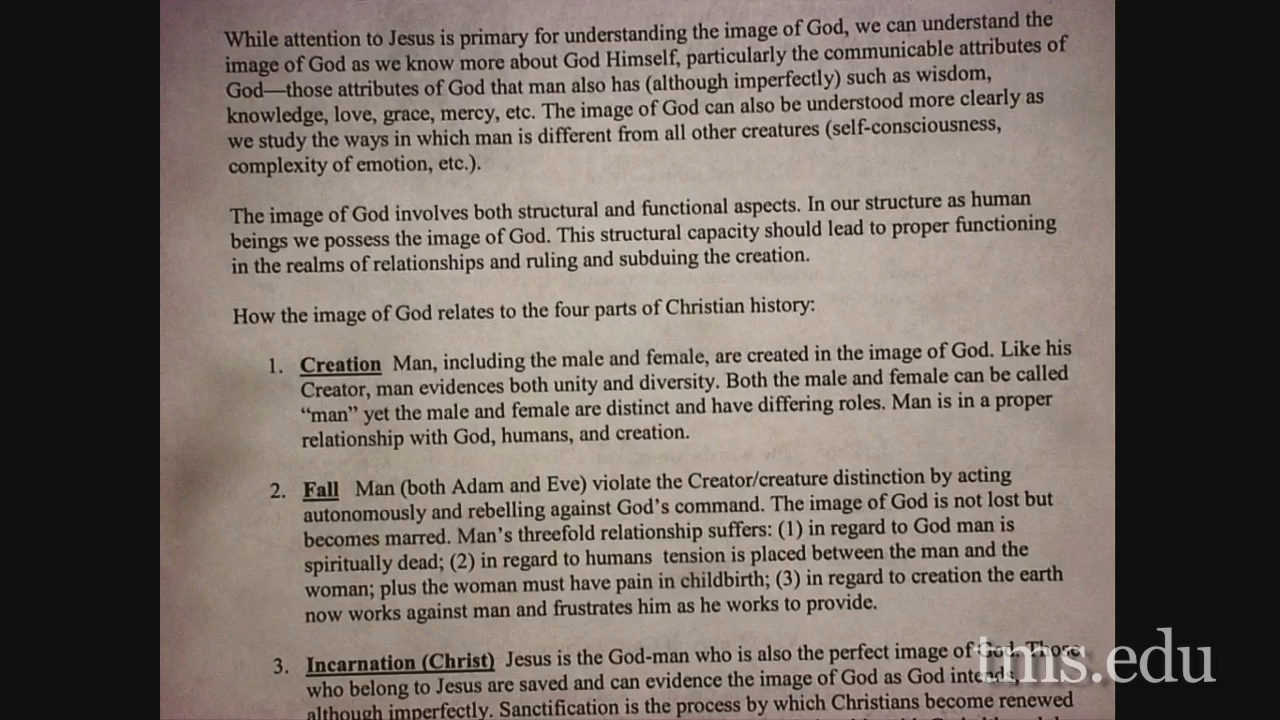 While attention to Jesus is primary for understanding the image of God, we can understand the
image of God as we know more about God Himself, particularly the communicable attributes of
God—those attributes of God that man also has (although imperfectly) such as wisdom,
knowledge, love, grace, mercy, etc. The image of God can also be understood more clearly as
we study the ways in which man is different from all other creatures (self-consciousness,
complexity of emotion, etc.).
The image of God involves both structural and functional aspects. In our structure as human
beings we possess the image of God. This structural capacity should lead to proper functioning
in the realms of relationships and ruling and subduing the creation.
How the image of God relates to the four parts of Christian history:
1. Creation Man, including the male and female, are created in the image of God. Like his
Creator, man evidences both unity and diversity. Both the male and female can be called
“man” yet the male and female are distinct and have differing roles. Man is in a proper
relationship with God, humans, and creation.
2. Fall Man (both Adam and Eve) violate the Creator/creature distinction by acting
autonomously and rebelling against God’s command. The image of God is not lost but
becomes marred. Man’s threefold relationship suffers: (1) in regard to God man is
spiritually dead; (2) in regard to humans tension is placed between the man and the
woman; plus the woman must have pain in childbirth; (3) in regard to creation the earth
now works against man and frustrates him as he works to provide.
3. Incarnation (Christ) Jesus is the God-man who is also the perfect image of God. Those
who belong to Jesus are saved and can evidence the image of God as God intends,
although imperfectly. Sanctification is the process by which Christians become renewed
tms.edu